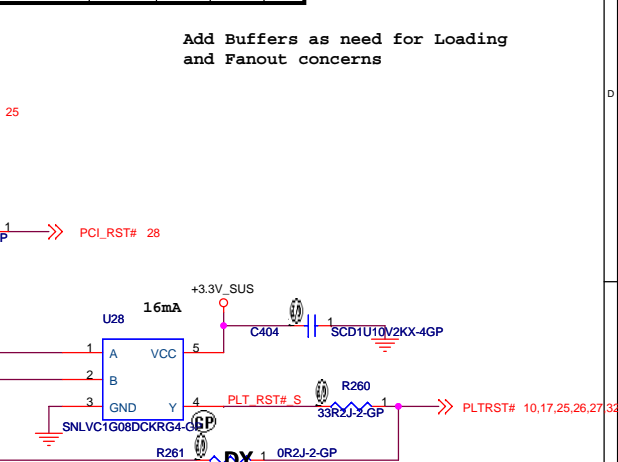 Add Buffers as need for Loading
and Fanout concerns
25
D
1
PCI_RST# 28
P
+3.3V_SUS
16mA
U28
C404
1
SCD1U10V2KX-4GP
1
A
VCC
5
2
B
R260
3
GND
Y
4
PLT_RST#_S
1
PLTRST# 10,17,25,26,27,32
33R2J-2-GP
SNLVC1G08DCKRG4-GP
GP
R261
DX
1
0R2J-2-GP